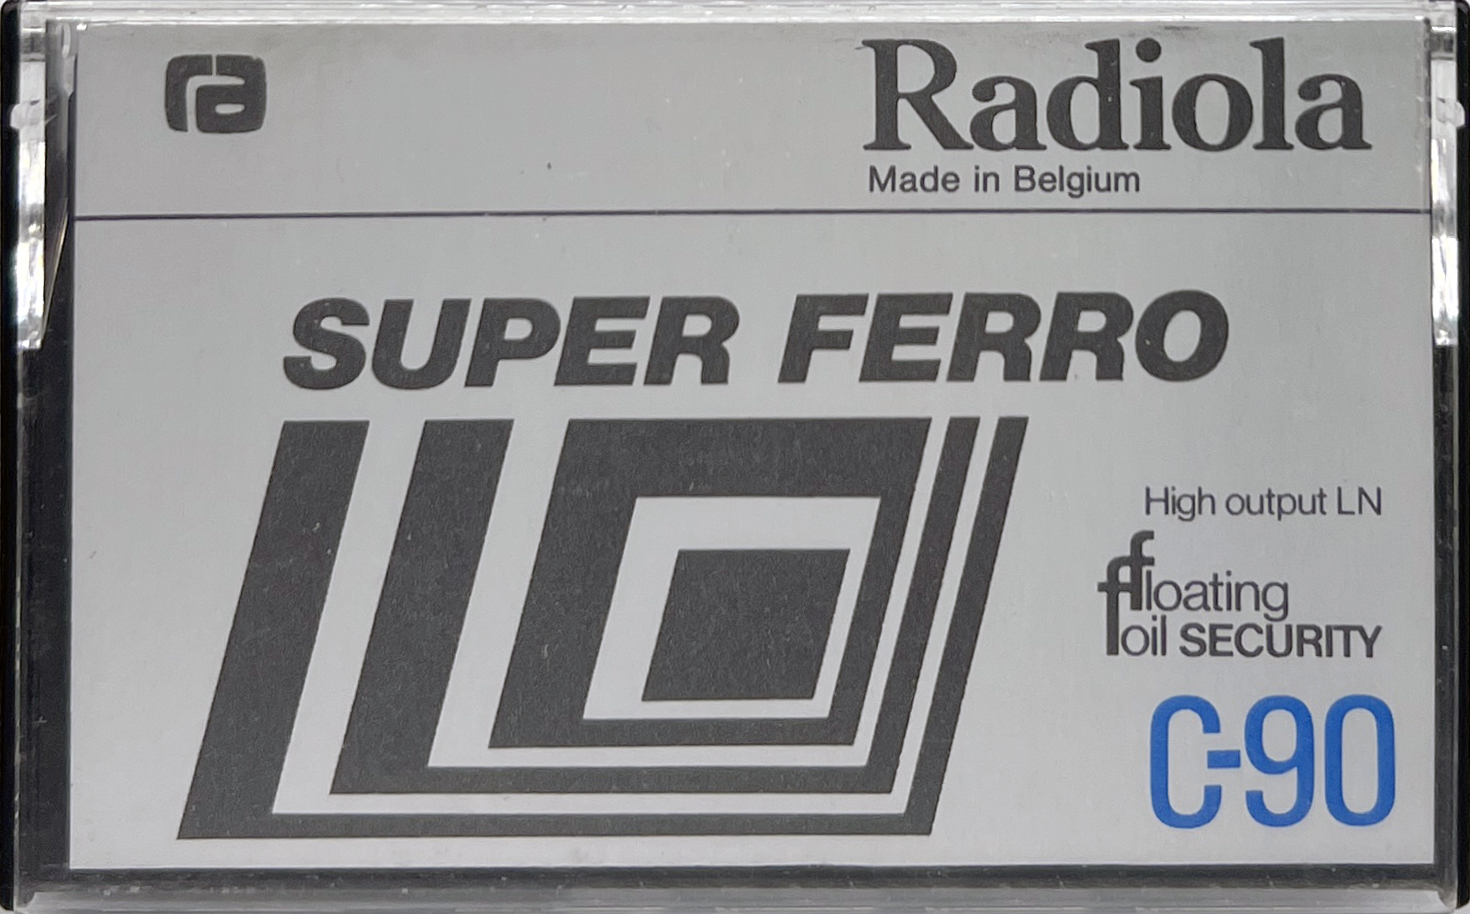 ra
Radiola
Made in Belgium
SUPER FERRO
High output LN
floating
foil SECURITY
C-90